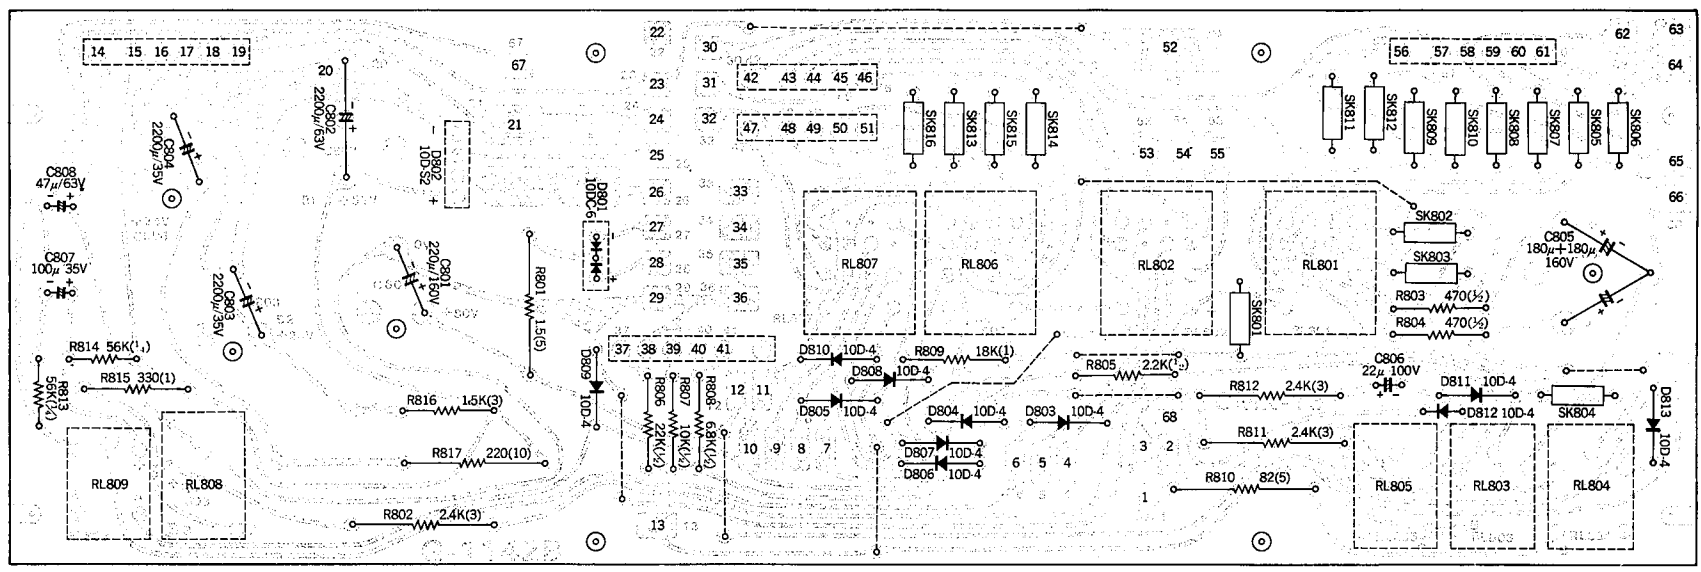 14 15 16 17 18 19
20
C802
2200μ/63V
C804
2200μ/35V
C808
47μ/63V
C807
100μ 35V
C803
2200μ/35V
C801
220μ/160V
D802
10D-S2
67
21
R801
1.5(5)
D801
10DC-6
R814 56K
R815 330(1)
R813
56K(½)
R816 1.5K(3)
R817 220(10)
R802 2.4K(3)
RL809
RL808
22
23
24
25
26
27
28
29
30
31
32
33
34
35
36
42 43 44 45 46
47 48 49 50 51
SK816
SK813
SK815
SK814
RL807
RL806
RL802
RL801
52
53 54 55
37 38 39 40 41
D809
10D-4
R806
22K(½)
R807
10K(½)
R808
6.8K(½)
12 11
10 9 8 7
13
D810 10D-4
D808 10D-4
D805 10D-4
R809 18K(1)
D804 10D-4
D803 10D-4
D807 10D-4
D806 10D-4
6 5 4
R805 2.2K
68
3 2
1
R812 2.4K(3)
R811 2.4K(3)
R810 82(5)
SK801
56 57 58 59 60 61
62
63
64
65
66
SK811
SK812
SK809
SK810
SK808
SK807
SK805
SK806
SK802
SK803
R803 470(½)
R804 470(½)
C805
180μ+180μ
160V
C806
22μ 100V
D811 10D-4
D812 10D-4
SK804
D813
10D-4
RL805
RL803
RL804